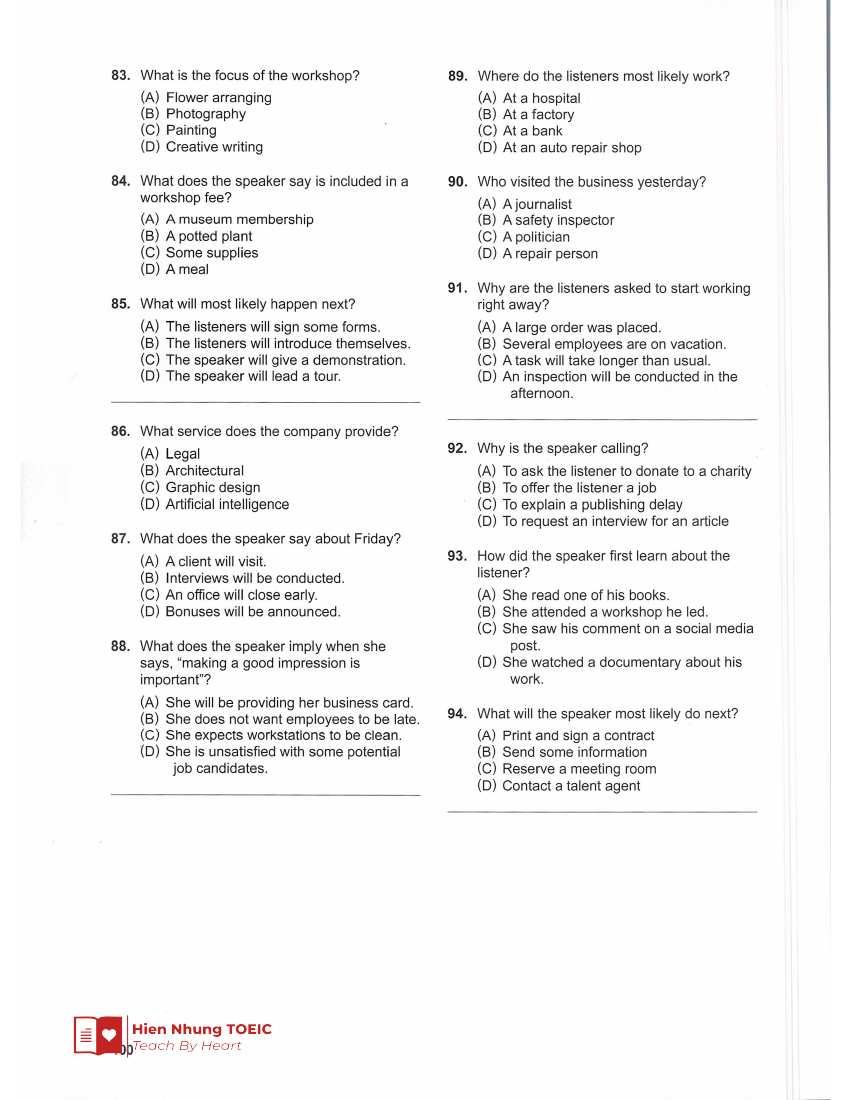 83. What is the focus of the workshop?
(A) Flower arranging
(B) Photography
(C) Painting
(D) Creative writing
84. What does the speaker say is included in a
workshop fee?
(A) A museum membership
(B) A potted plant
(C) Some supplies
(D) A meal
85. What will most likely happen next?
(A) The listeners will sign some forms.
(B) The listeners will introduce themselves.
(C) The speaker will give a demonstration.
(D) The speaker will lead a tour.
86. What service does the company provide?
(A) Legal
(B) Architectural
(C) Graphic design
(D) Artificial intelligence
87. What does the speaker say about Friday?
(A) A client will visit.
(B) Interviews will be conducted.
(C) An office will close early.
(D) Bonuses will be announced.
88. What does the speaker imply when she
says, “making a good impression is
important”?
(A) She will be providing her business card.
(B) She does not want employees to be late.
(C) She expects workstations to be clean.
(D) She is unsatisfied with some potential
job candidates.
89. Where do the listeners most likely work?
(A) At a hospital
(B) At a factory
(C) At a bank
(D) At an auto repair shop
90. Who visited the business yesterday?
(A) A journalist
(B) A safety inspector
(C) A politician
(D) A repair person
91. Why are the listeners asked to start working
right away?
(A) A large order was placed.
(B) Several employees are on vacation.
(C) A task will take longer than usual.
(D) An inspection will be conducted in the
afternoon.
92. Why is the speaker calling?
(A) To ask the listener to donate to a charity
(B) To offer the listener a job
(C) To explain a publishing delay
(D) To request an interview for an article
93. How did the speaker first learn about the
listener?
(A) She read one of his books.
(B) She attended a workshop he led.
(C) She saw his comment on a social media
post.
(D) She watched a documentary about his
work.
94. What will the speaker most likely do next?
(A) Print and sign a contract
(B) Send some information
(C) Reserve a meeting room
(D) Contact a talent agent
Hien Nhung TOEIC
Teach By Heart